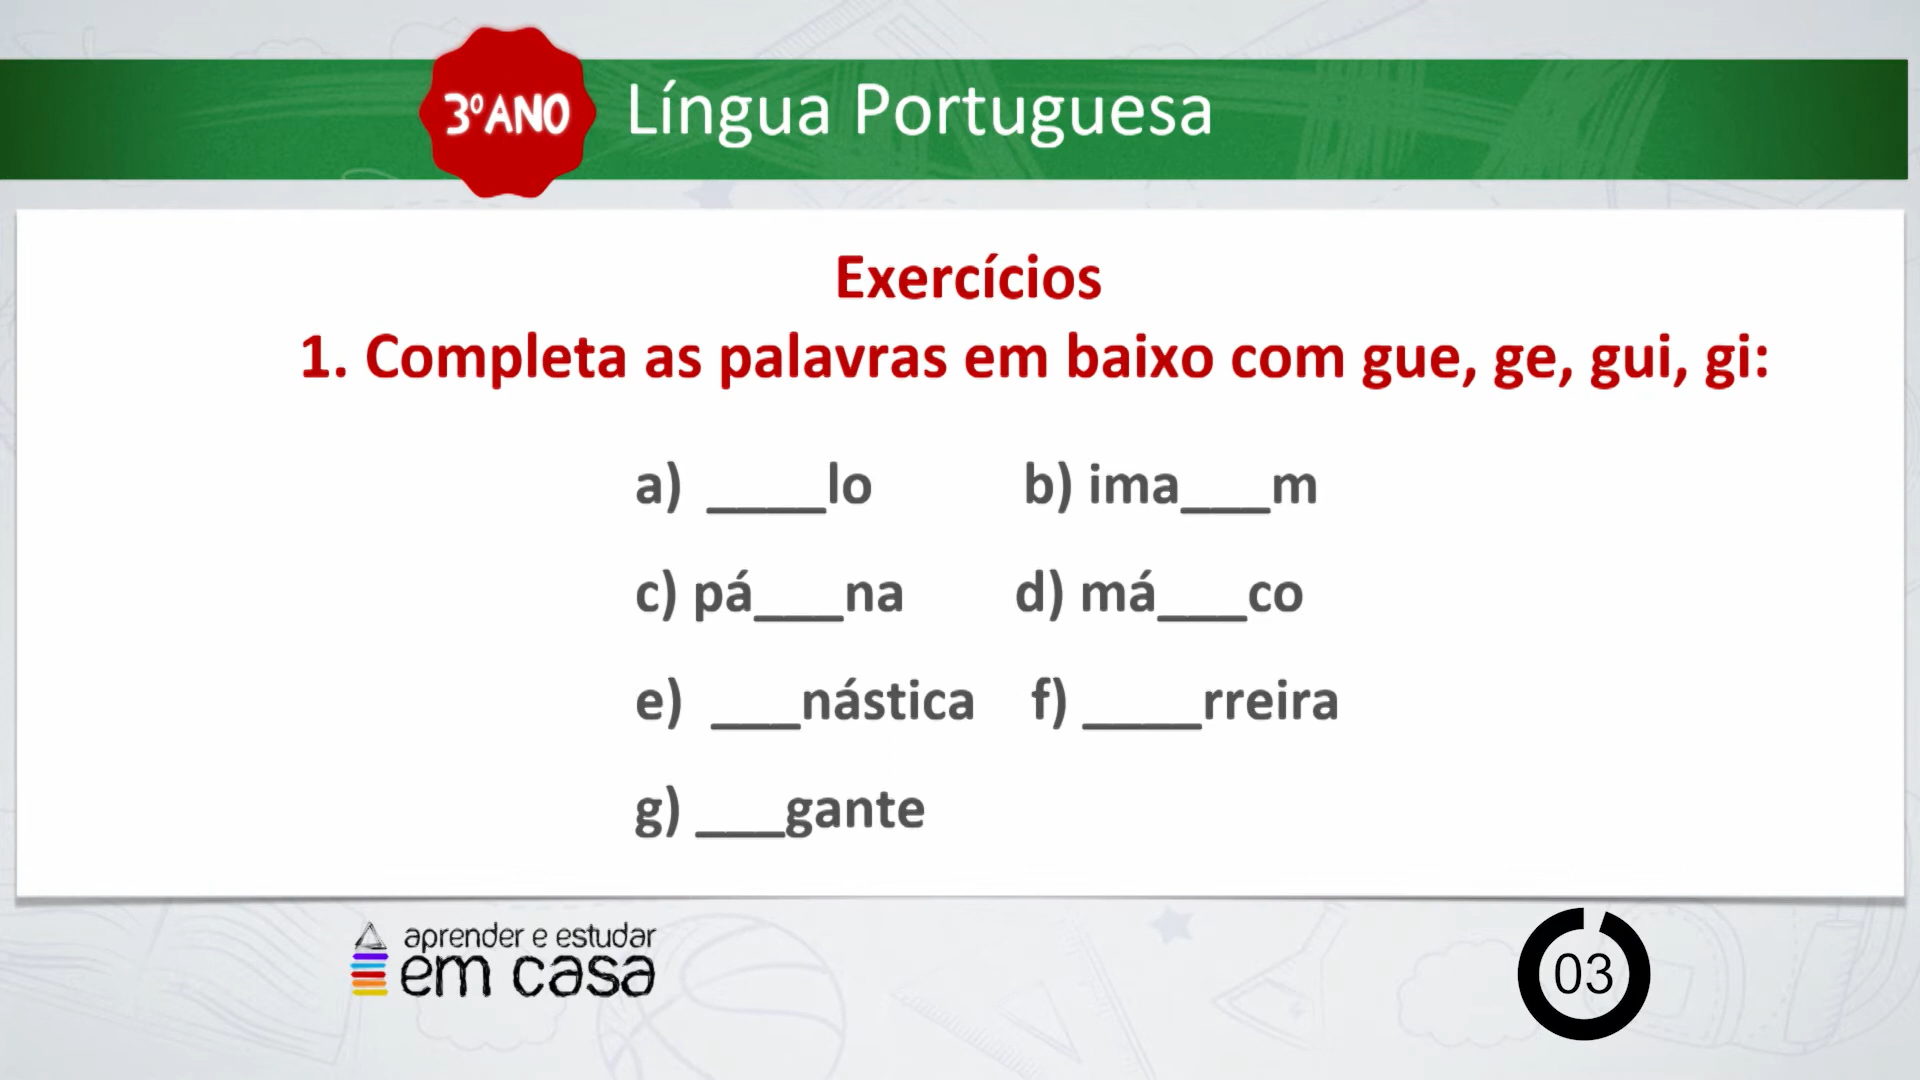 3ºANO Língua Portuguesa
Exercícios
1. Completa as palavras em baixo com gue, ge, gui, gi:
a) ____lo b) ima___m
c) pá___na d) má___co
e) ___nástica f) ____rreira
g) ___gante
aprender e estudar
em casa
03